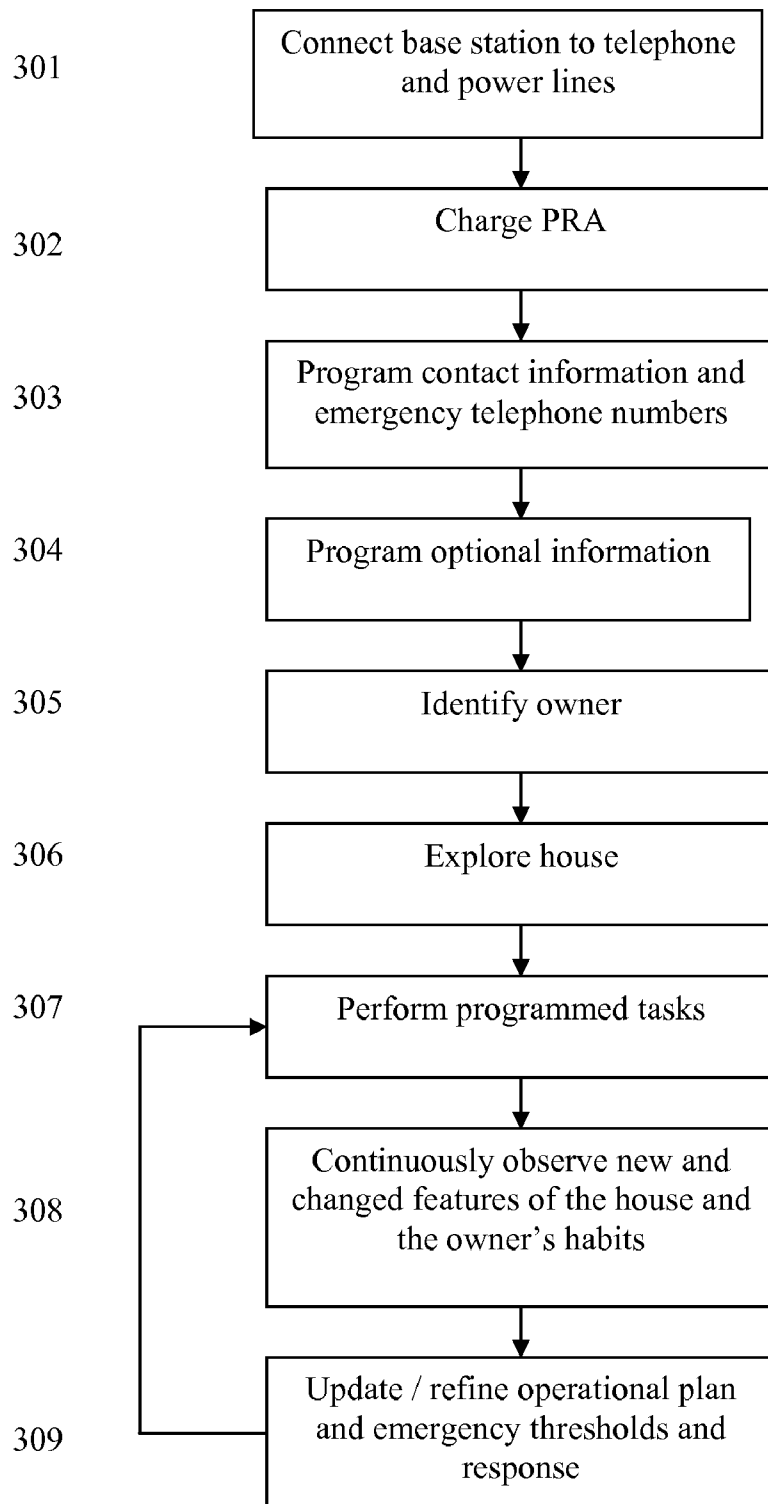 301
Connect base station to telephone
and power lines
302
Charge PRA
303
Program contact information and
emergency telephone numbers
304
Program optional information
305
Identify owner
306
Explore house
307
Perform programmed tasks
308
Continuously observe new and
changed features of the house and
the owner’s habits
309
Update / refine operational plan
and emergency thresholds and
response